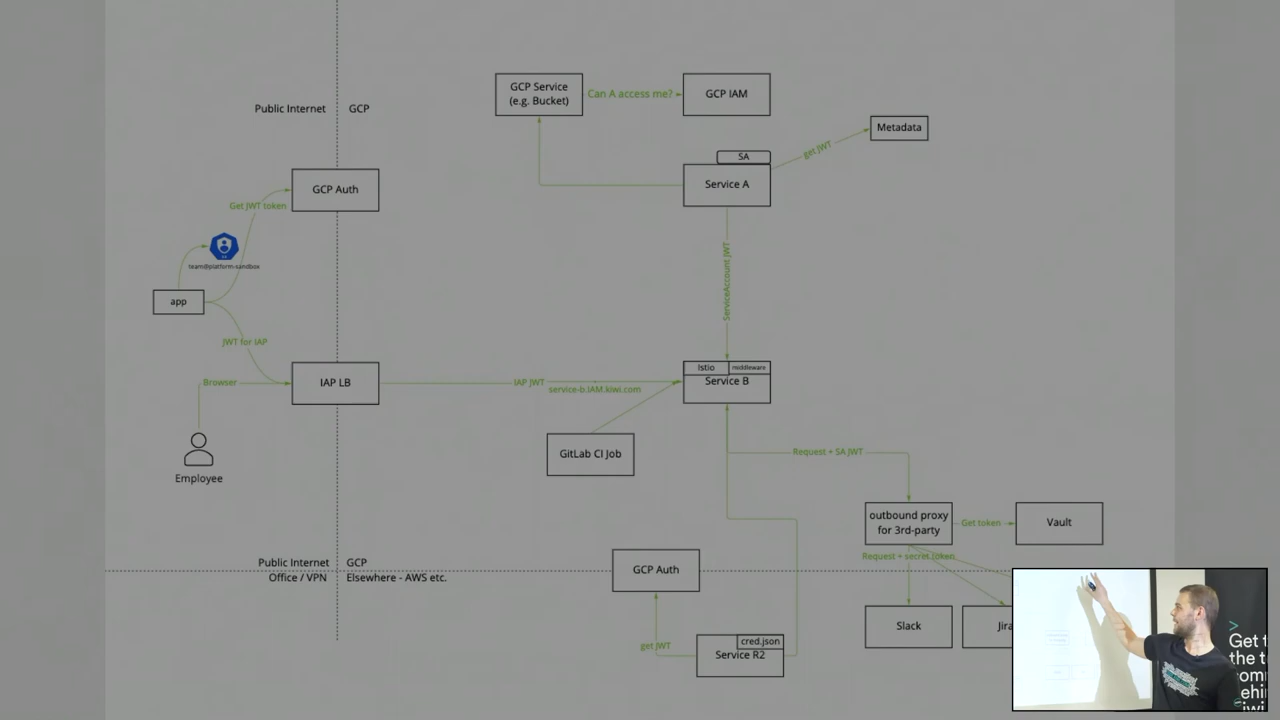 GCP Service
(e.g. Bucket)
Can A access me?
GCP IAM
Public Internet
GCP
Metadata
get JWT
SA
Service A
GCP Auth
Get JWT token
team@platform-sandbox
app
ServiceAccount JWT
JWT for IAP
Browser
IAP LB
IAP JWT
service-b.IAM.kiwi.com
Istio
middleware
Service B
GitLab CI Job
Employee
Request + SA JWT
outbound proxy
for 3rd-party
Get token
Vault
Request + secret token
Public Internet
GCP
Office / VPN
Elsewhere - AWS etc.
GCP Auth
get JWT
cred.json
Service R2
Slack
Jira
>
Get t
the t
com
ehi
iwi